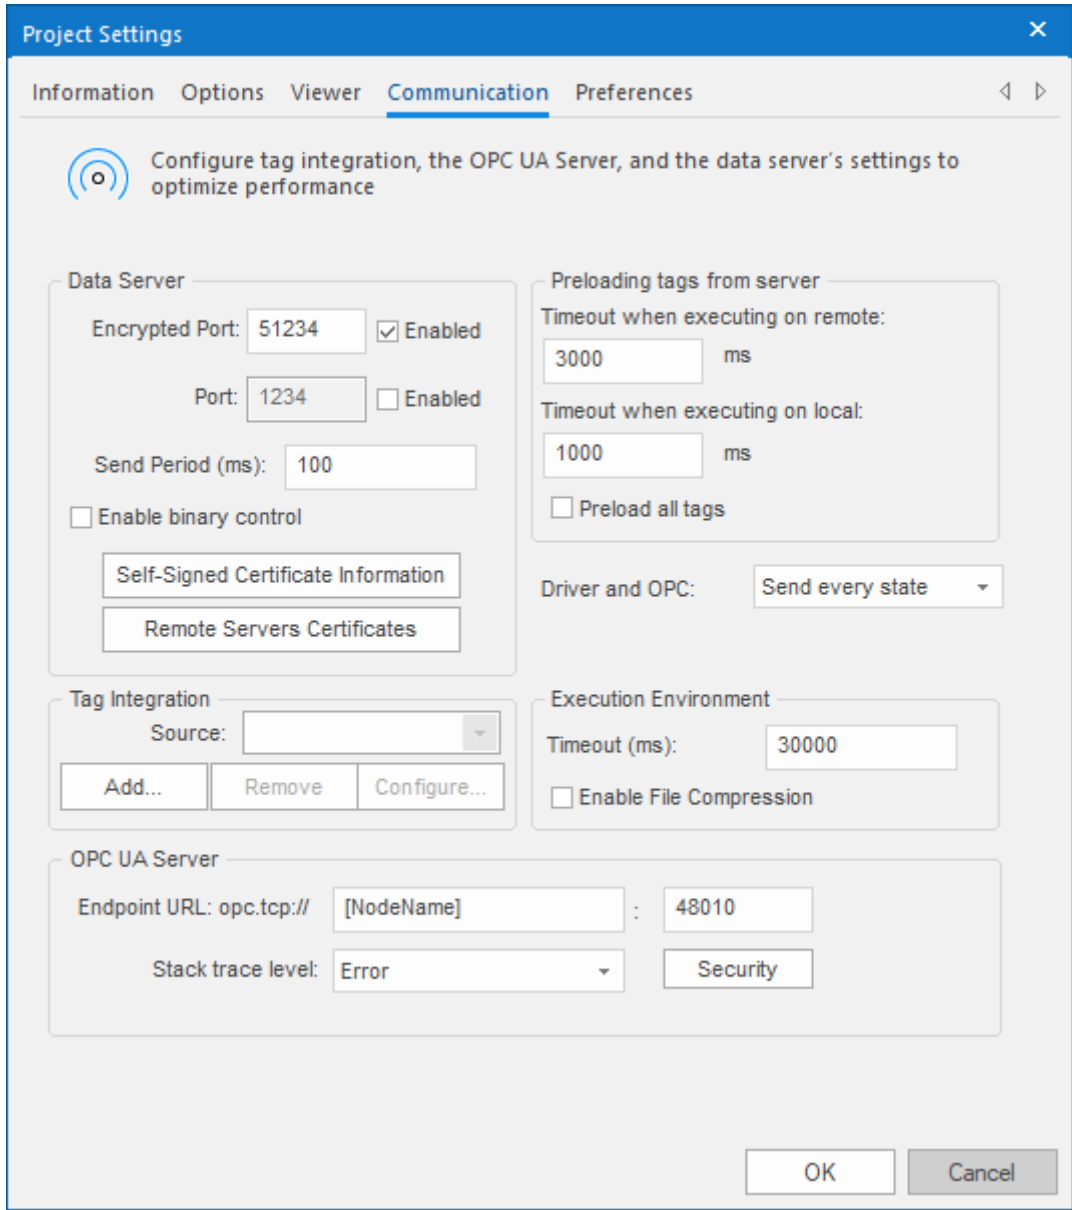 Project Settings
Information Options Viewer Communication Preferences
Configure tag integration, the OPC UA Server, and the data server's settings to
optimize performance
Data Server
Encrypted Port: 51234 Enabled
Port: 1234 Enabled
Send Period (ms): 100
Enable binary control
Self-Signed Certificate Information
Remote Servers Certificates
Preloading tags from server
Timeout when executing on remote:
3000 ms
Timeout when executing on local:
1000 ms
Preload all tags
Driver and OPC: Send every state
Tag Integration
Source:
Add... Remove Configure...
Execution Environment
Timeout (ms): 30000
Enable File Compression
OPC UA Server
Endpoint URL: opc.tcp:// [NodeName] : 48010
Stack trace level: Error Security
OK Cancel